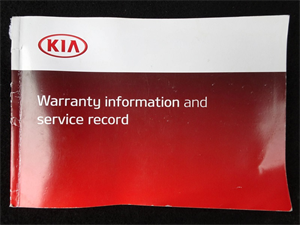 KIA
Warranty information and
service record